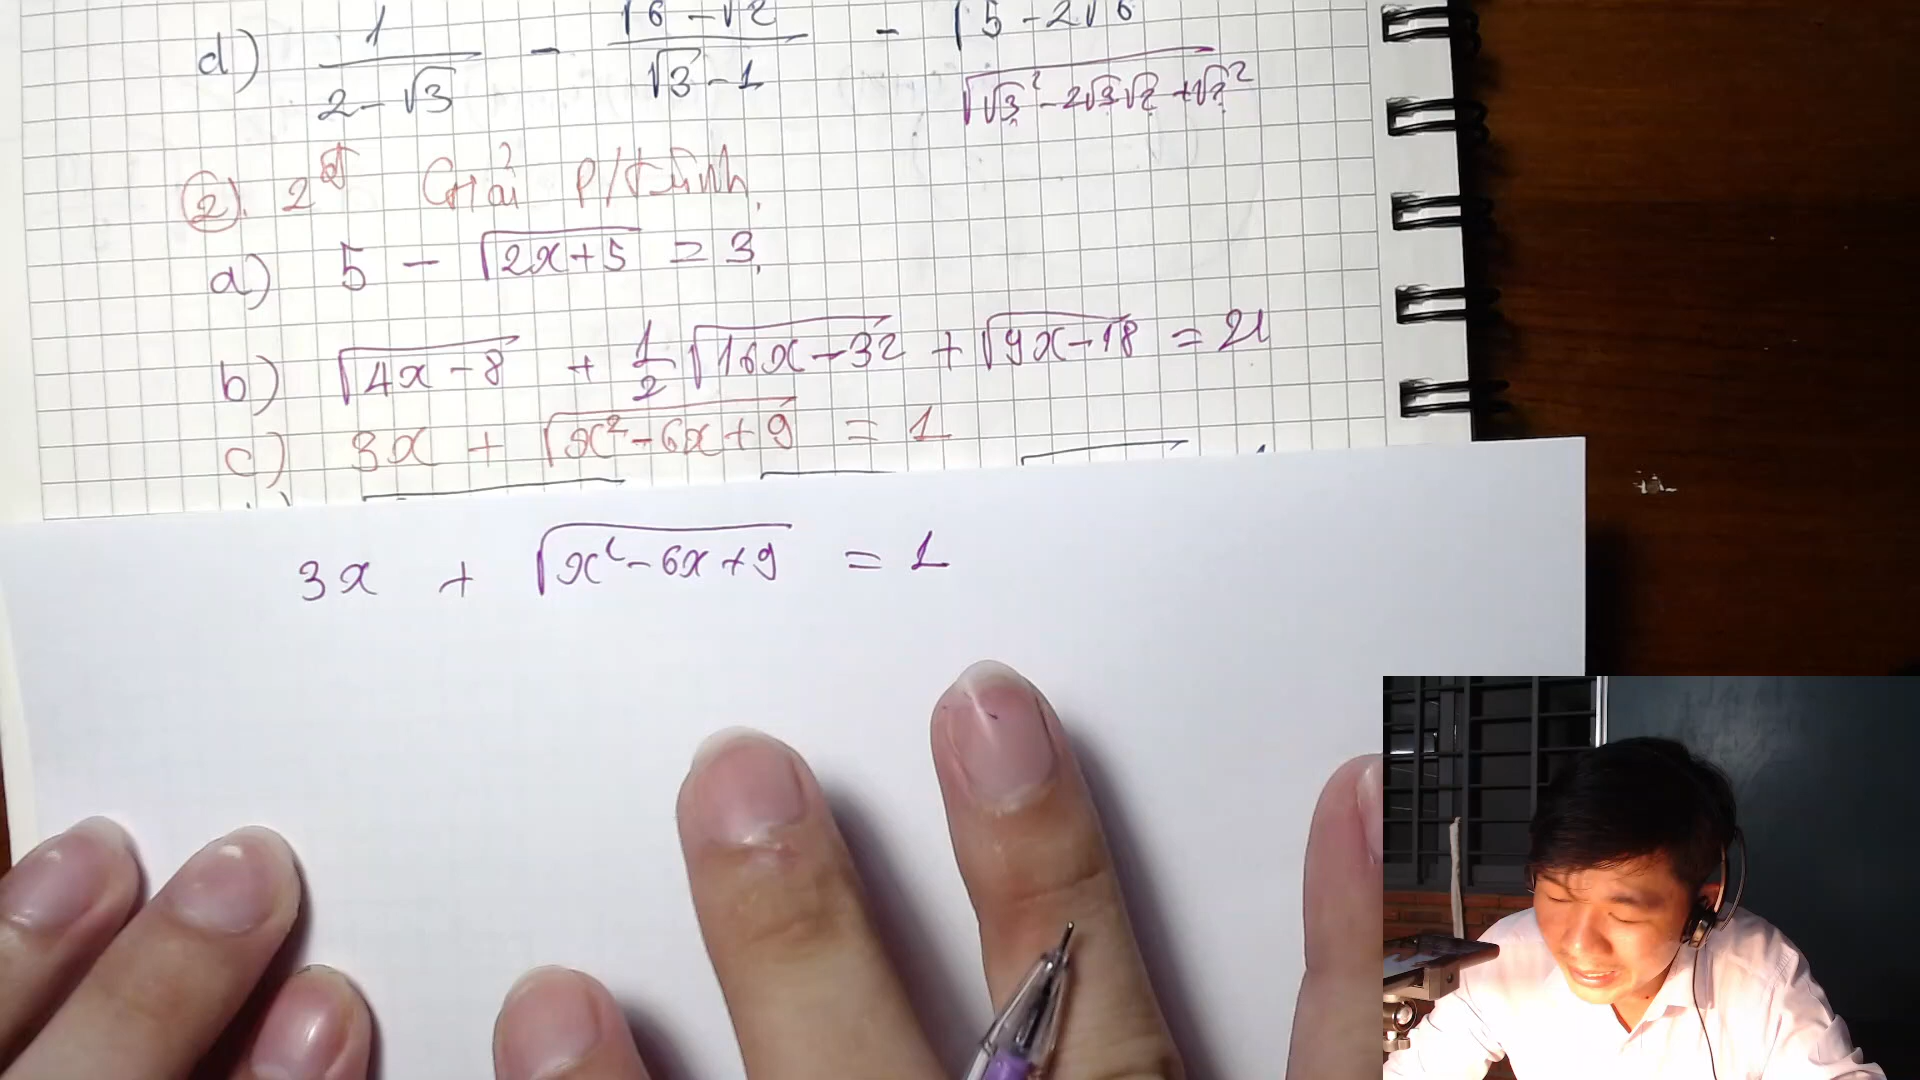 d) 1/(2-√3) - (√6-√2)/(√3-1) - √5-2√6
√(√3² - 2√3√2 + √2²)
②. 2đ Giải P/trình.
a) 5 - √(2x+5) = 3.
b) √(4x-8) + 1/2 √(16x-32) + √(9x-18) = 21
c) 3x + √(x²-6x+9) = 1
3x + √(x²-6x+9) = 1